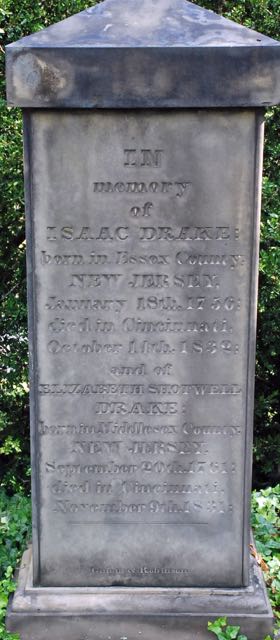 IN
memory
of
ISAAC DRAKE:
born in Essex County,
NEW JERSEY,
January 18th, 1756:
died in Cincinnati,
October 14th, 1832:
and of
ELIZABETH SHOTWELL
DRAKE:
born in Middlesex County,
NEW JERSEY,
September 20d, 1761:
died in Cincinnati,
November 9th, 1831: